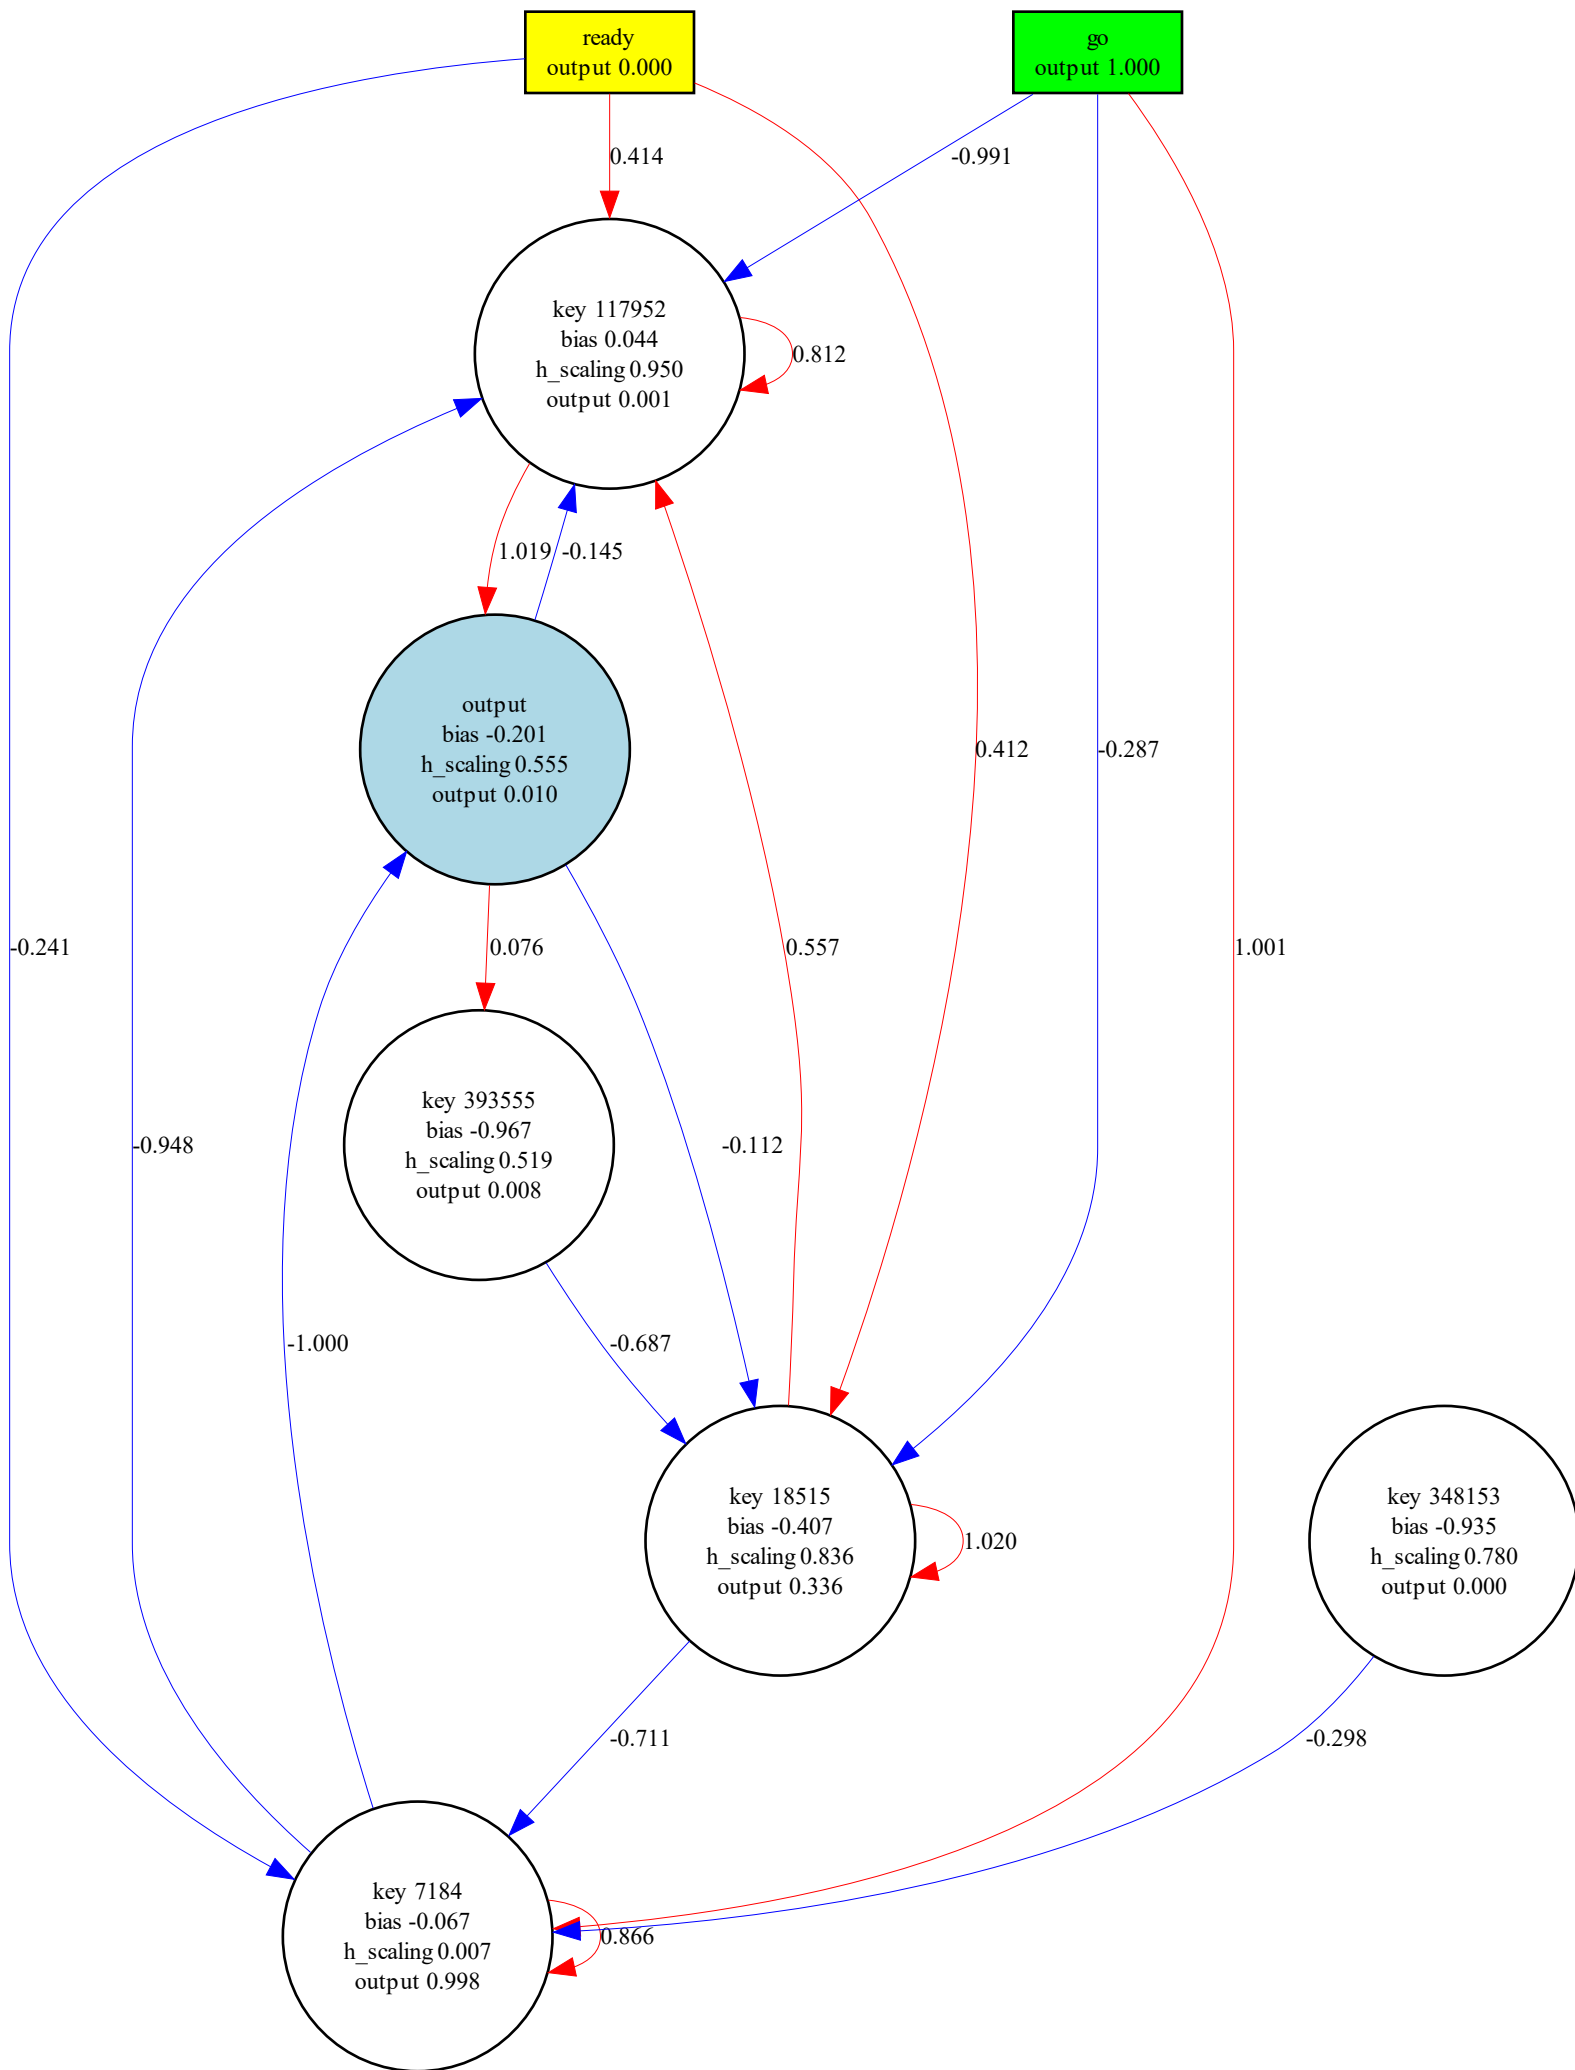 ready
output 0.000
go
output 1.000
0.414
-0.991
key 117952
bias 0.044
h_scaling 0.950
output 0.001
0.812
1.019
-0.145
output
bias -0.201
h_scaling 0.555
output 0.010
0.412
-0.287
-0.241
0.076
0.557
1.001
key 393555
bias -0.967
h_scaling 0.519
output 0.008
-0.948
-0.112
-1.000
-0.687
key 18515
bias -0.407
h_scaling 0.836
output 0.336
1.020
key 348153
bias -0.935
h_scaling 0.780
output 0.000
-0.711
-0.298
key 7184
bias -0.067
h_scaling 0.007
output 0.998
0.866